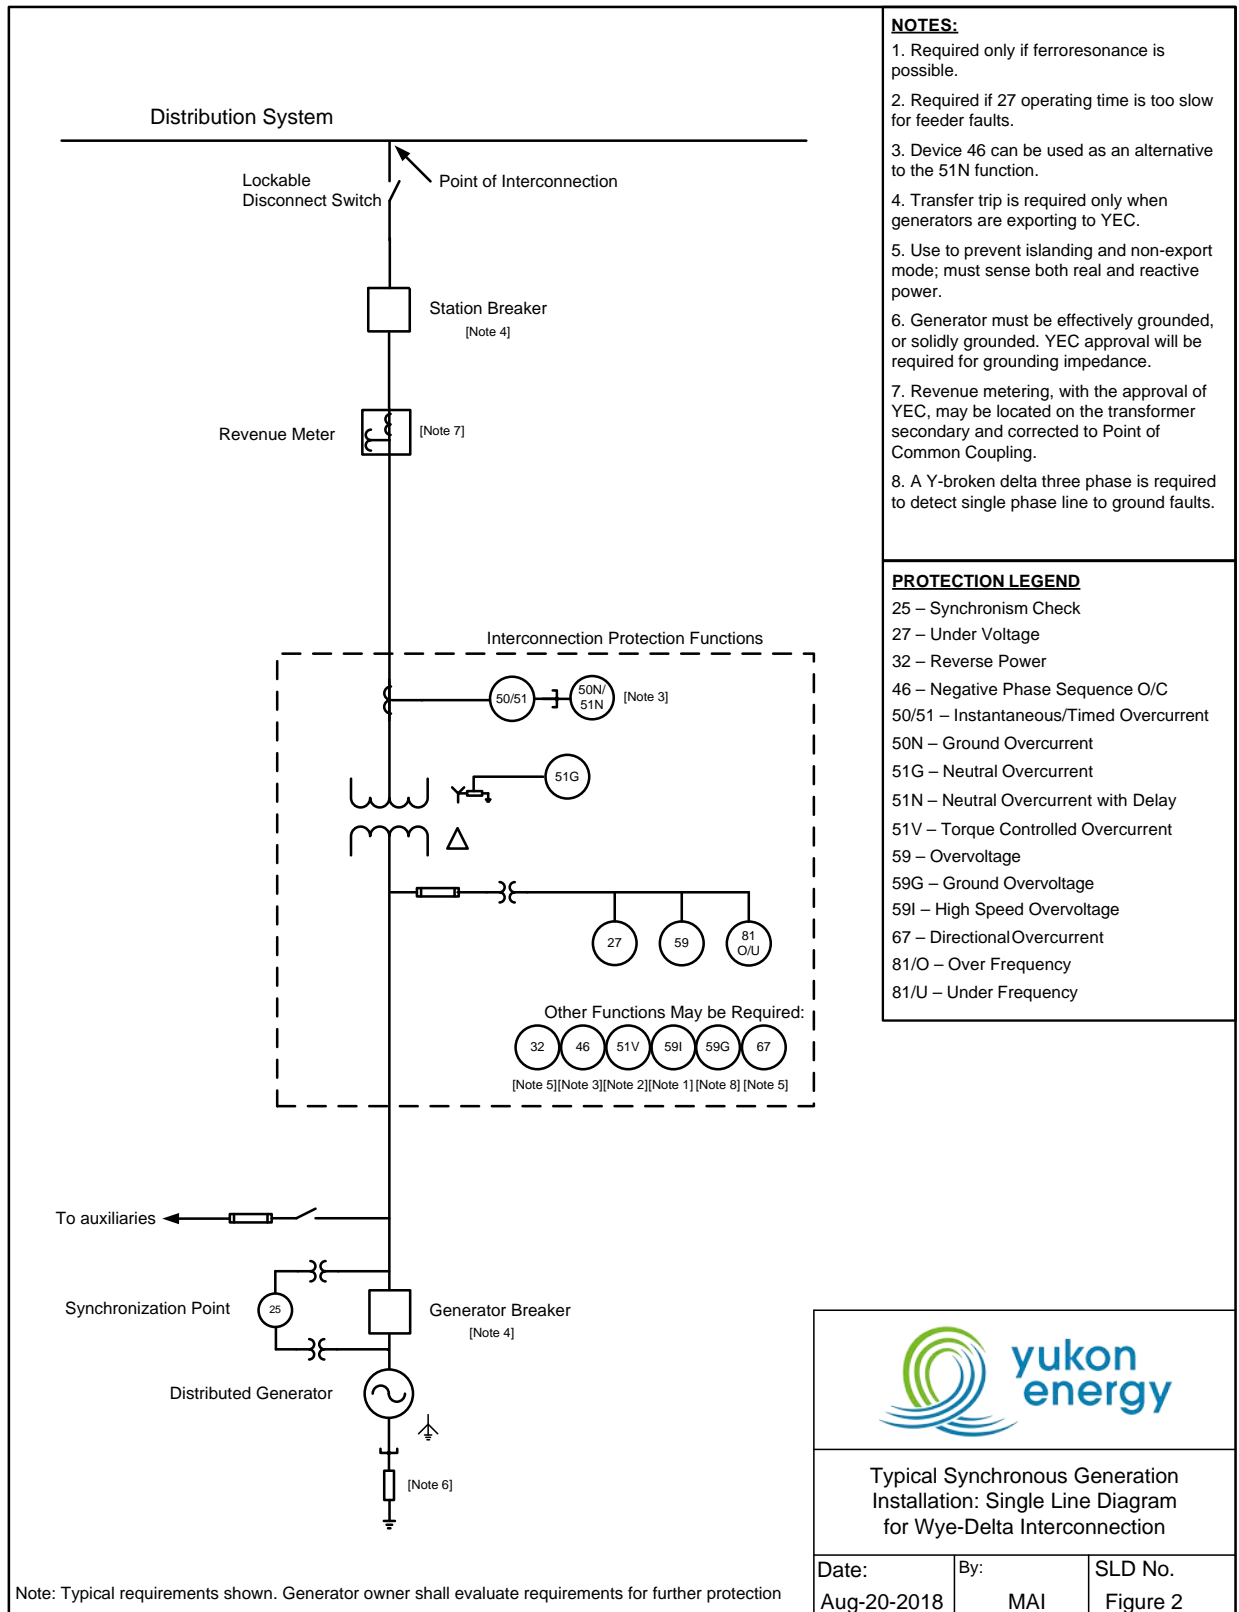 Distribution System
Lockable
Disconnect Switch
Point of Interconnection
Station Breaker
[Note 4]
Revenue Meter
[Note 7]
Interconnection Protection Functions
50/51
50N/
51N
[Note 3]
51G
27
59
81
O/U
Other Functions May be Required:
32
46
51V
59I
59G
67
[Note 5]
[Note 3]
[Note 2]
[Note 1]
[Note 8]
[Note 5]
To auxiliaries
Synchronization Point
25
Generator Breaker
[Note 4]
Distributed Generator
[Note 6]
Note: Typical requirements shown. Generator owner shall evaluate requirements for further protection
NOTES:
1. Required only if ferroresonance is
possible.
2. Required if 27 operating time is too slow
for feeder faults.
3. Device 46 can be used as an alternative
to the 51N function.
4. Transfer trip is required only when
generators are exporting to YEC.
5. Use to prevent islanding and non-export
mode; must sense both real and reactive
power.
6. Generator must be effectively grounded,
or solidly grounded. YEC approval will be
required for grounding impedance.
7. Revenue metering, with the approval of
YEC, may be located on the transformer
secondary and corrected to Point of
Common Coupling.
8. A Y-broken delta three phase is required
to detect single phase line to ground faults.
PROTECTION LEGEND
25 – Synchronism Check
27 – Under Voltage
32 – Reverse Power
46 – Negative Phase Sequence O/C
50/51 – Instantaneous/Timed Overcurrent
50N – Ground Overcurrent
51G – Neutral Overcurrent
51N – Neutral Overcurrent with Delay
51V – Torque Controlled Overcurrent
59 – Overvoltage
59G – Ground Overvoltage
59I – High Speed Overvoltage
67 – Directional Overcurrent
81/O – Over Frequency
81/U – Under Frequency
yukon
energy
Typical Synchronous Generation
Installation: Single Line Diagram
for Wye-Delta Interconnection
Date:
Aug-20-2018
By:
MAI
SLD No.
Figure 2